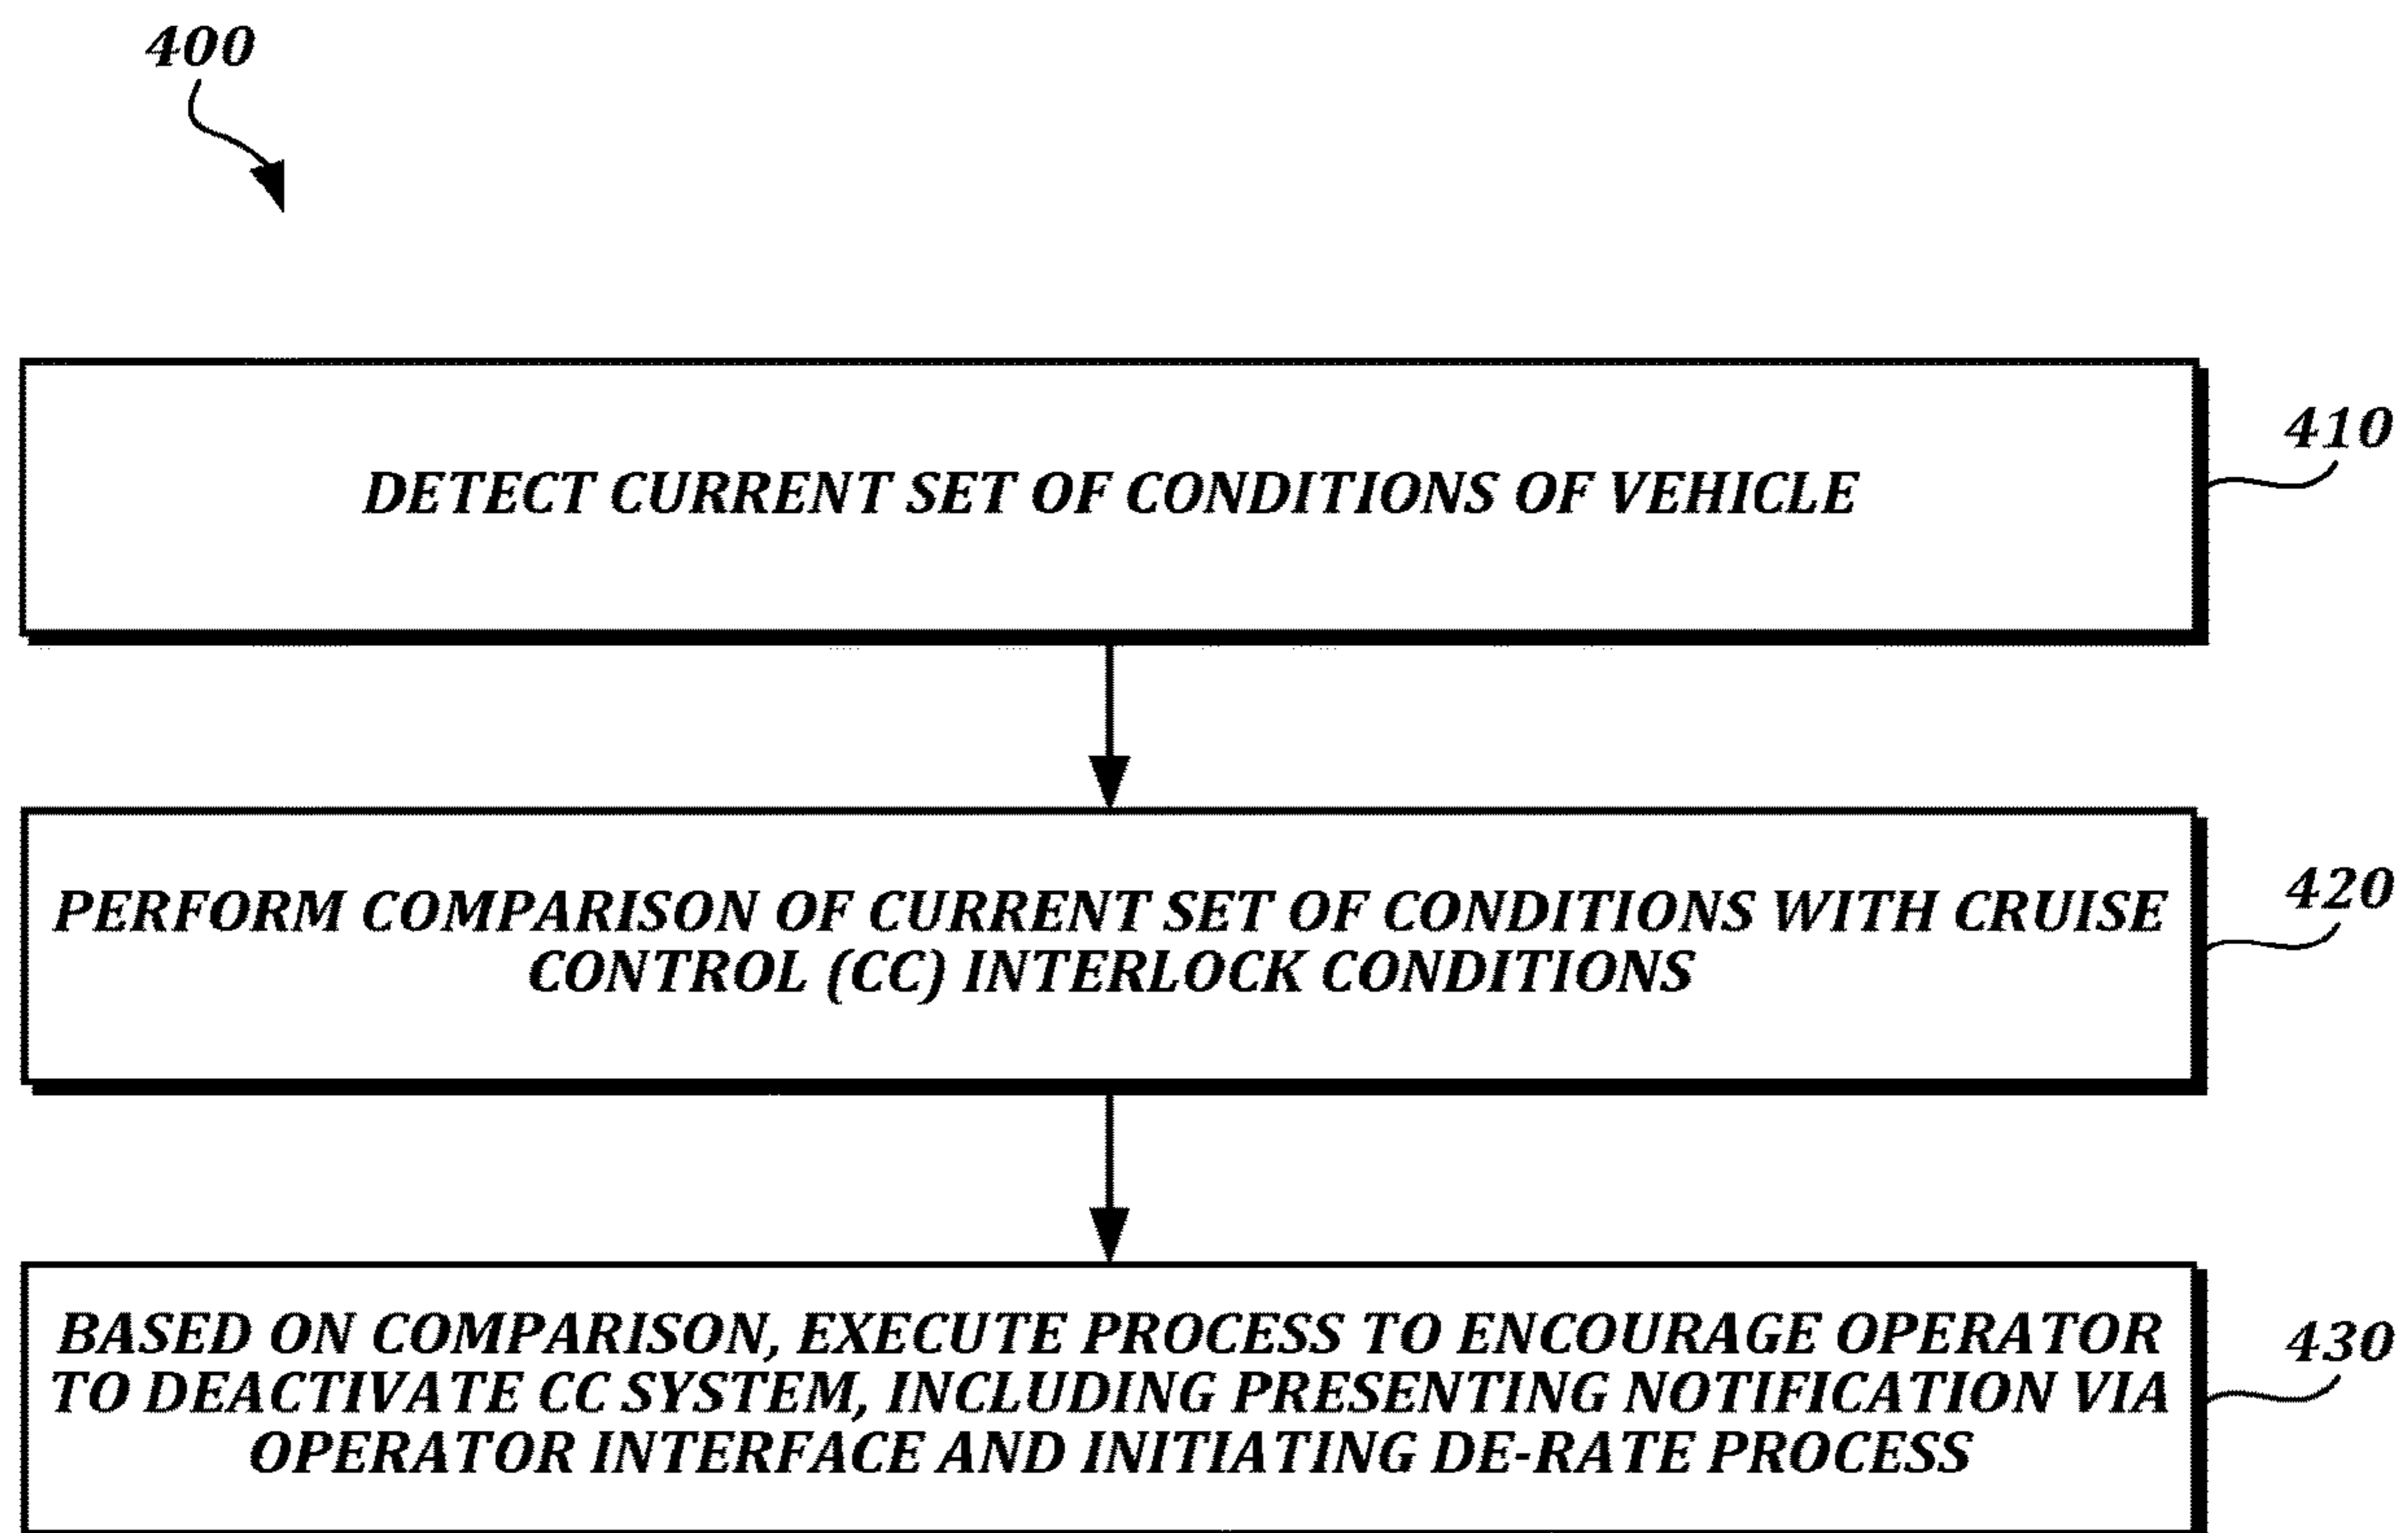 400
DETECT CURRENT SET OF CONDITIONS OF VEHICLE
410
PERFORM COMPARISON OF CURRENT SET OF CONDITIONS WITH CRUISE
CONTROL (CC) INTERLOCK CONDITIONS
420
BASED ON COMPARISON, EXECUTE PROCESS TO ENCOURAGE OPERATOR
TO DEACTIVATE CC SYSTEM, INCLUDING PRESENTING NOTIFICATION VIA
OPERATOR INTERFACE AND INITIATING DE-RATE PROCESS
430